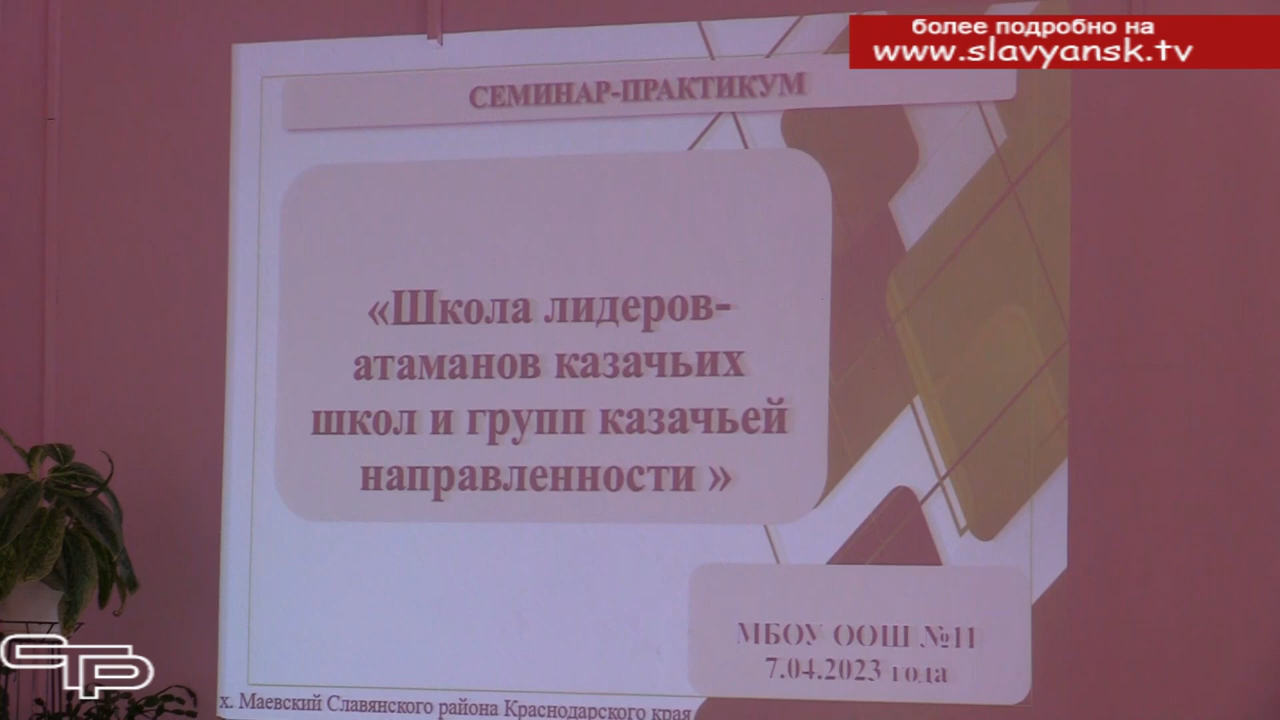 более подробно на
www.slavyansk.tv
СЕМИНАР-ПРАКТИКУМ
«Школа лидеров-
атаманов казачьих
школ и групп казачьей
направленности »
МБОУ ООШ №11
7.04.2023 года
СТР
х. Маевский Славянского района Краснодарского края